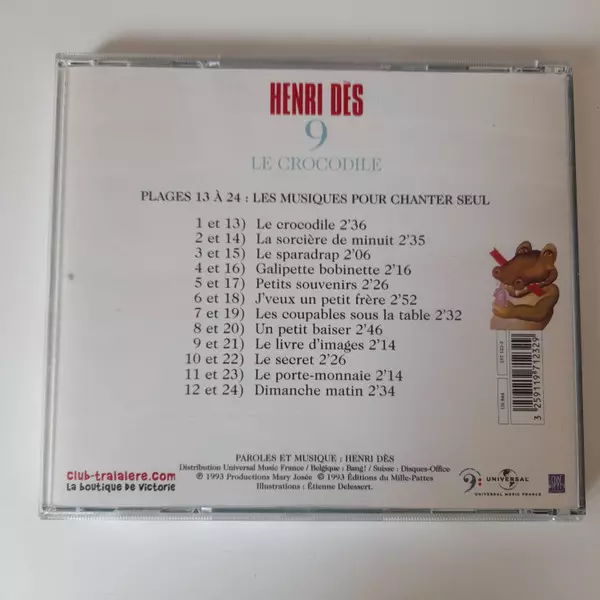 HENRI DÈS
9
LE CROCODILE
PLAGES 13 À 24 : LES MUSIQUES POUR CHANTER SEUL
1 et 13) Le crocodile 2'36
2 et 14) La sorcière de minuit 2'35
3 et 15) Le sparadrap 2'06
4 et 16) Galipette bobinette 2'16
5 et 17) Petits souvenirs 2'26
6 et 18) J'veux un petit frère 2'52
7 et 19) Les coupables sous la table 2'32
8 et 20) Un petit baiser 2'46
9 et 21) Le livre d'images 2'14
10 et 22) Le secret 2'26
11 et 23) Le porte-monnaie 2'14
12 et 24) Dimanche matin 2'34
3 259119 712329
PAROLES ET MUSIQUE : HENRI DÈS
Distribution Universal Music France / Belgique : Bang! / Suisse : Disques-Office
℗ 1993 Productions Mary Josée © 1993 Éditions du Mille-Pattes
Illustrations : Étienne Delessert.
club-tralalere.com
La boutique de Victorie
UNIVERSAL
UNIVERSAL MUSIC FRANCE